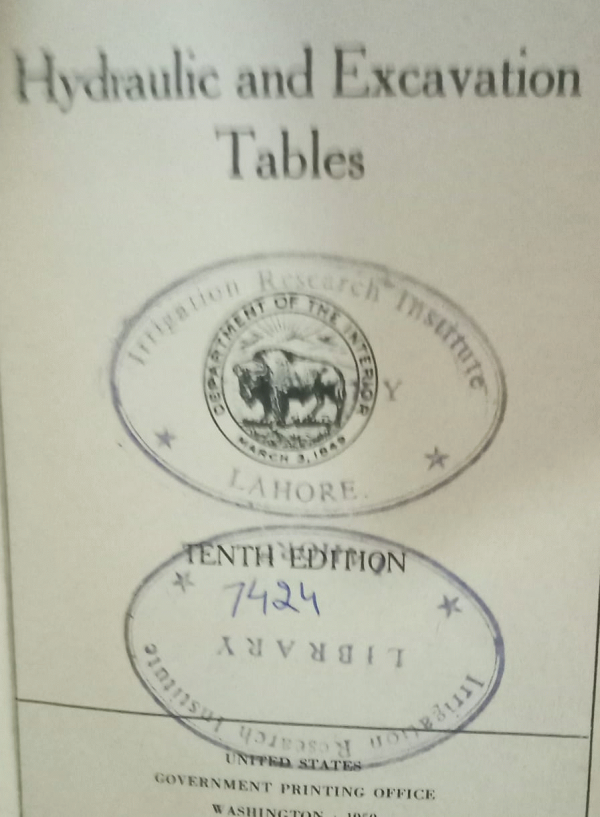 Hydraulic and Excavation
Tables
Irrigation Research Institute
DEPARTMENT OF THE INTERIOR
Y
MARCH 3, 1849
LAHORE.
TENTH EDITION
7424
LIBRARY
Irrigation Research Institute
UNITED STATES
GOVERNMENT PRINTING OFFICE
WASHINGTON